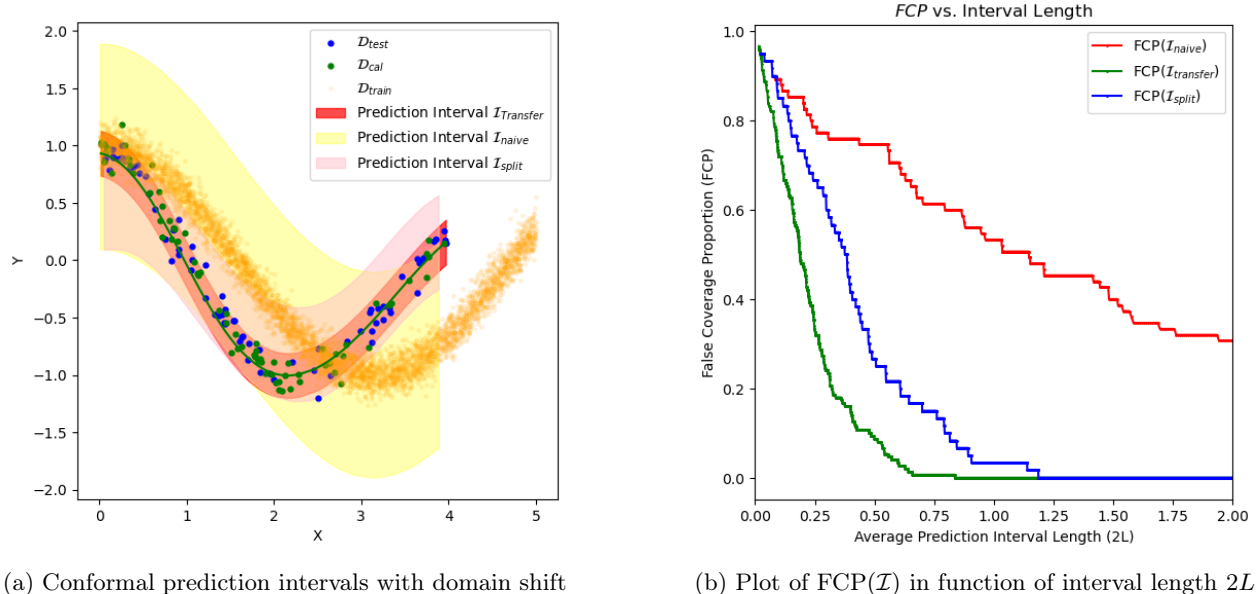 2.0
1.5
1.0
0.5
0.0
−0.5
−1.0
−1.5
−2.0
Y
0
1
2
3
4
5
X
𝒟test
𝒟cal
𝒟train
Prediction Interval ℐTransfer
Prediction Interval ℐnaive
Prediction Interval ℐsplit
(a) Conformal prediction intervals with domain shift
FCP vs. Interval Length
1.0
0.8
0.6
0.4
0.2
0.0
False Coverage Proportion (FCP)
0.00
0.25
0.50
0.75
1.00
1.25
1.50
1.75
2.00
Average Prediction Interval Length (2L)
FCP(ℐnaive)
FCP(ℐtransfer)
FCP(ℐsplit)
(b) Plot of FCP(ℐ) in function of interval length 2L